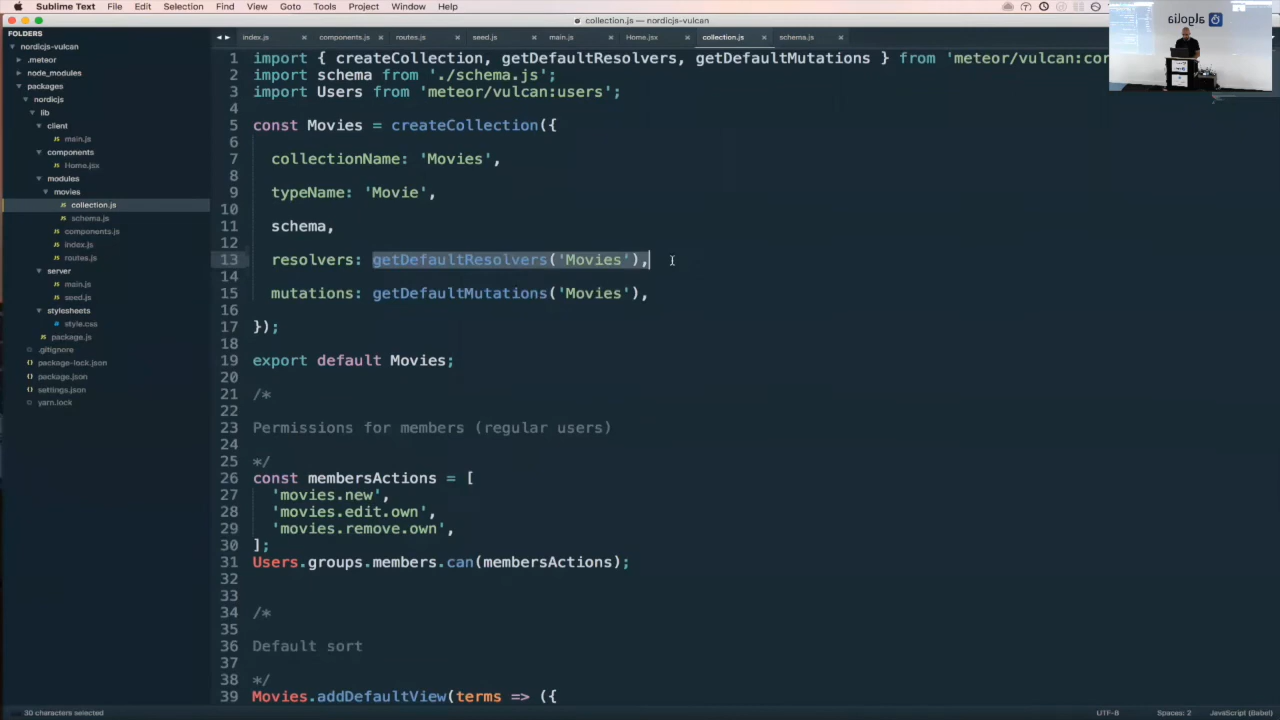 Sublime Text File Edit Selection Find View Goto Tools Project Window Help
collection.js — nordicjs-vulcan
algolia
FOLDERS
nordicjs-vulcan
.meteor
node_modules
packages
nordicjs
lib
client
main.js
components
Home.jsx
modules
movies
collection.js
schema.js
components.js
index.js
routes.js
server
main.js
seed.js
stylesheets
style.css
package.js
.gitignore
package-lock.json
package.json
settings.json
yarn.lock
index.js components.js routes.js seed.js main.js Home.jsx collection.js schema.js
1 import { createCollection, getDefaultResolvers, getDefaultMutations } from 'meteor/vulcan:cor
2 import schema from './schema.js';
3 import Users from 'meteor/vulcan:users';
4
5 const Movies = createCollection({
6
7 collectionName: 'Movies',
8
9 typeName: 'Movie',
10
11 schema,
12
13 resolvers: getDefaultResolvers('Movies'),
14
15 mutations: getDefaultMutations('Movies'),
16
17 });
18
19 export default Movies;
20
21 /*
22
23 Permissions for members (regular users)
24
25 */
26 const membersActions = [
27 'movies.new',
28 'movies.edit.own',
29 'movies.remove.own',
30 ];
31 Users.groups.members.can(membersActions);
32
33
34 /*
35
36 Default sort
37
38 */
39 Movies.addDefaultView(terms => ({
30 characters selected
UTF-8 Spaces: 2 JavaScript (Babel)